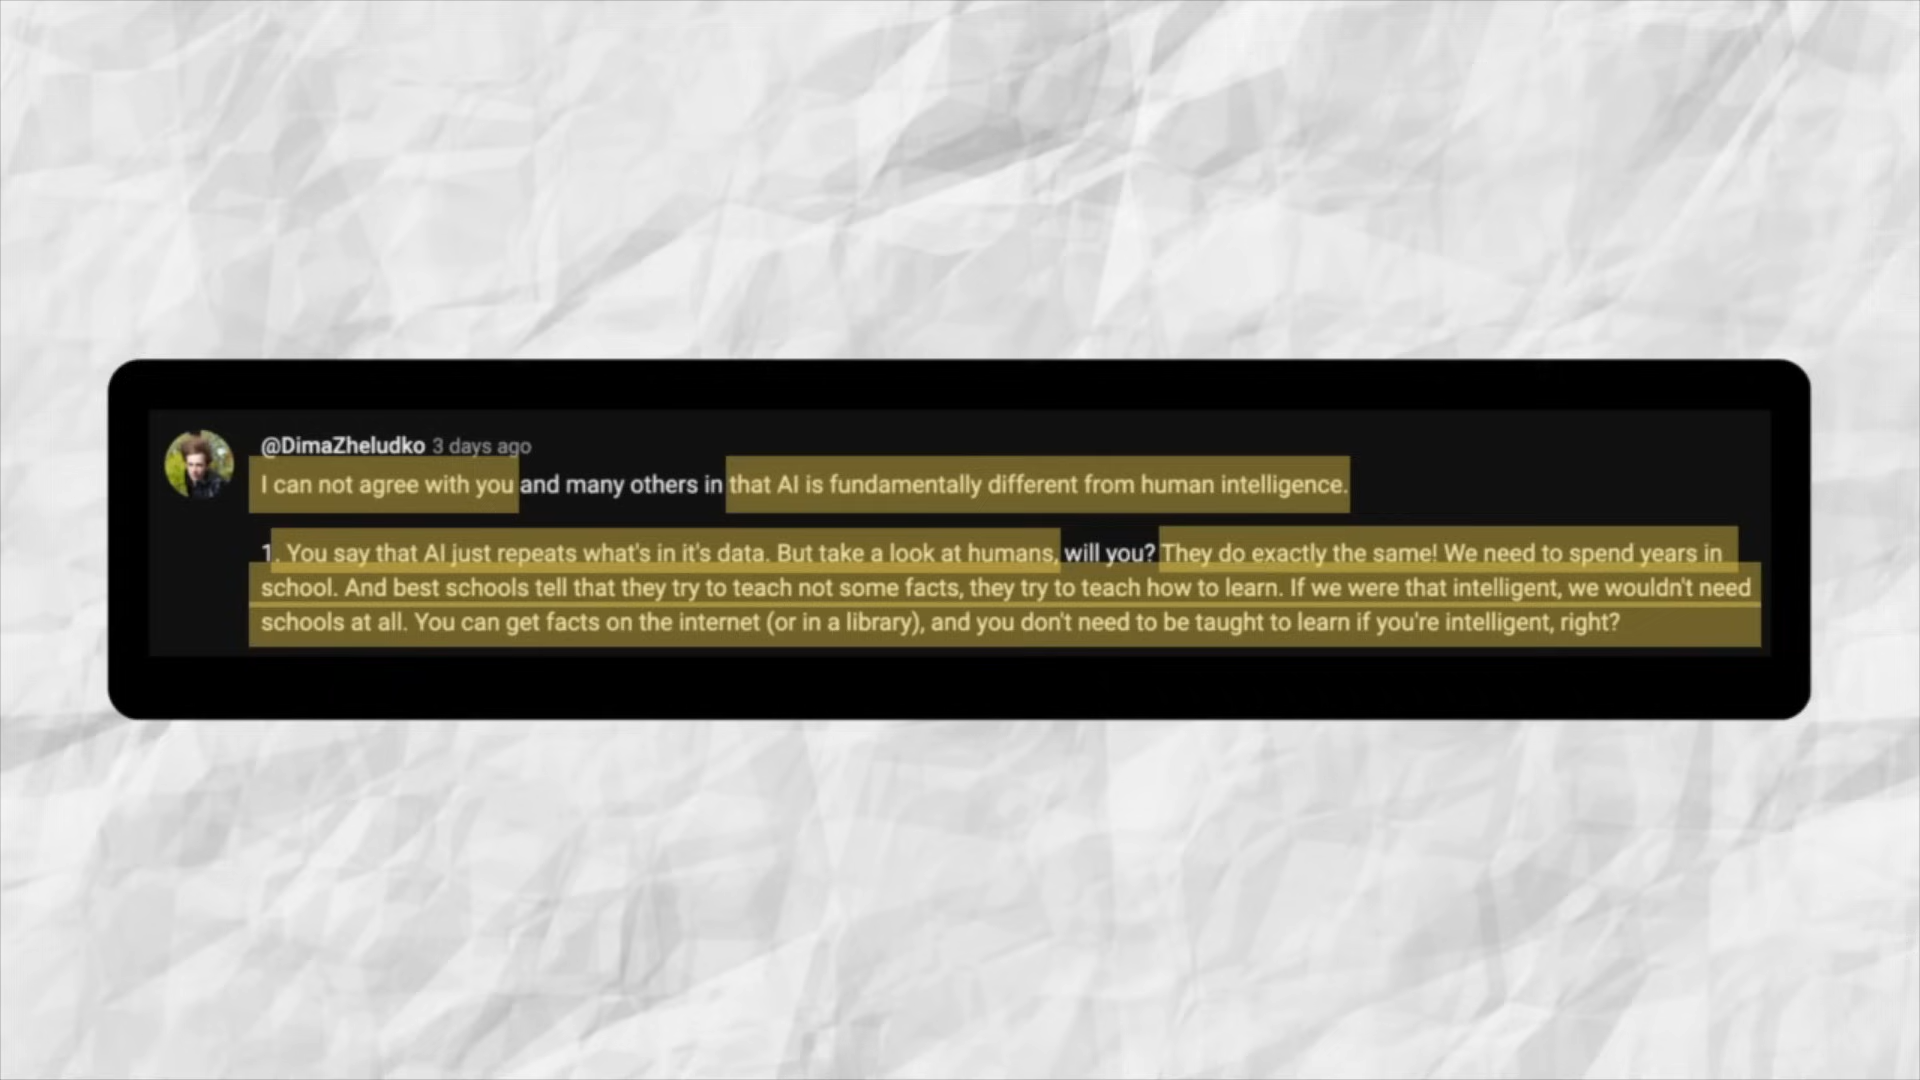 @DimaZheludko 3 days ago
I can not agree with you and many others in that AI is fundamentally different from human intelligence.
1. You say that AI just repeats what's in it's data. But take a look at humans, will you? They do exactly the same! We need to spend years in
school. And best schools tell that they try to teach not some facts, they try to teach how to learn. If we were that intelligent, we wouldn't need
schools at all. You can get facts on the internet (or in a library), and you don't need to be taught to learn if you're intelligent, right?